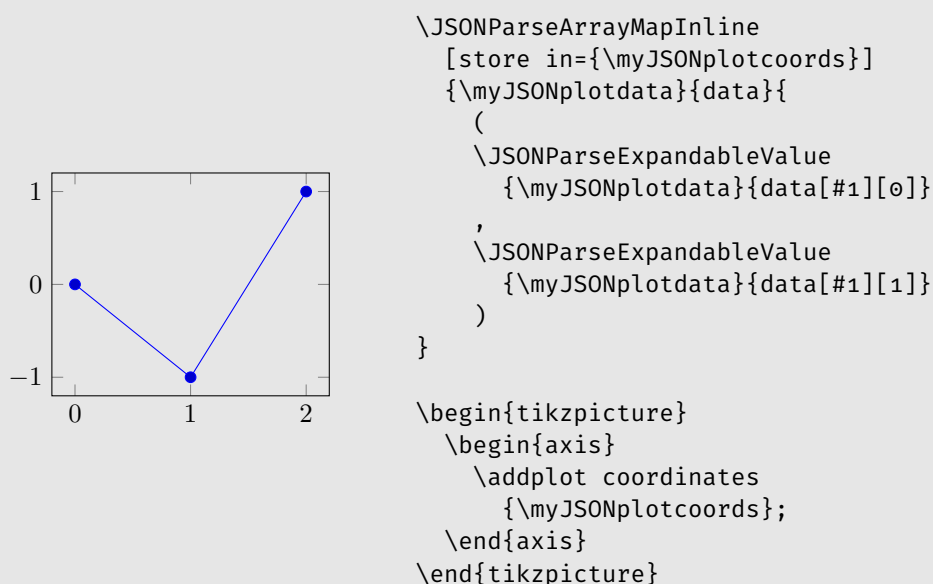 1
0
−1
0 1 2
\JSONParseArrayMapInline
  [store in={\myJSONplotcoords}]
  {\myJSONplotdata}{data}{
    (
    \JSONParseExpandableValue
      {\myJSONplotdata}{data[#1][0]}
    ,
    \JSONParseExpandableValue
      {\myJSONplotdata}{data[#1][1]}
    )
}

\begin{tikzpicture}
  \begin{axis}
    \addplot coordinates
      {\myJSONplotcoords};
  \end{axis}
\end{tikzpicture}